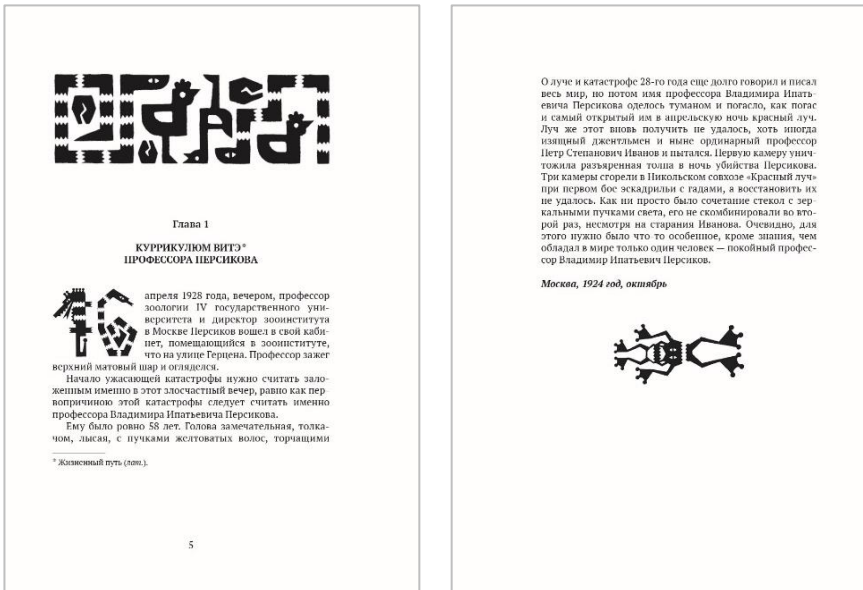 Глава 1
КУРРИКУЛЮМ ВИТЭ*
ПРОФЕССОРА ПЕРСИКОВА
16 апреля 1928 года, вечером, профессор
зоологии IV государственного уни-
верситета и директор зооинститута
в Москве Персиков вошел в свой каби-
нет, помещающийся в зооинституте,
что на улице Герцена. Профессор зажег
верхний матовый шар и огляделся.
Начало ужасающей катастрофы нужно считать зало-
женным именно в этот злосчастный вечер, равно как пер-
вопричиною этой катастрофы следует считать именно
профессора Владимира Ипатьевича Персикова.
Ему было ровно 58 лет. Голова замечательная, толка-
чом, лысая, с пучками желтоватых волос, торчащими
* Жизненный путь (лат.).
5
О луче и катастрофе 28-го года еще долго говорил и писал
весь мир, но потом имя профессора Владимира Ипать-
евича Персикова оделось туманом и погасло, как погас
и самый открытый им в апрельскую ночь красный луч.
Луч же этот вновь получить не удалось, хоть иногда
изящный джентльмен и ныне ординарный профессор
Петр Степанович Иванов и пытался. Первую камеру унич-
тожила разъяренная толпа в ночь убийства Персикова.
Три камеры сгорели в Никольском совхозе «Красный луч»
при первом бое эскадрильи с гадами, а восстановить их
не удалось. Как ни просто было сочетание стекол с зер-
кальными пучками света, его не скомбинировали во вто-
рой раз, несмотря на старания Иванова. Очевидно, для
этого нужно было что-то особенное, кроме знания, чем
обладал в мире только один человек — покойный профес-
сор Владимир Ипатьевич Персиков.
Москва, 1924 год, октябрь